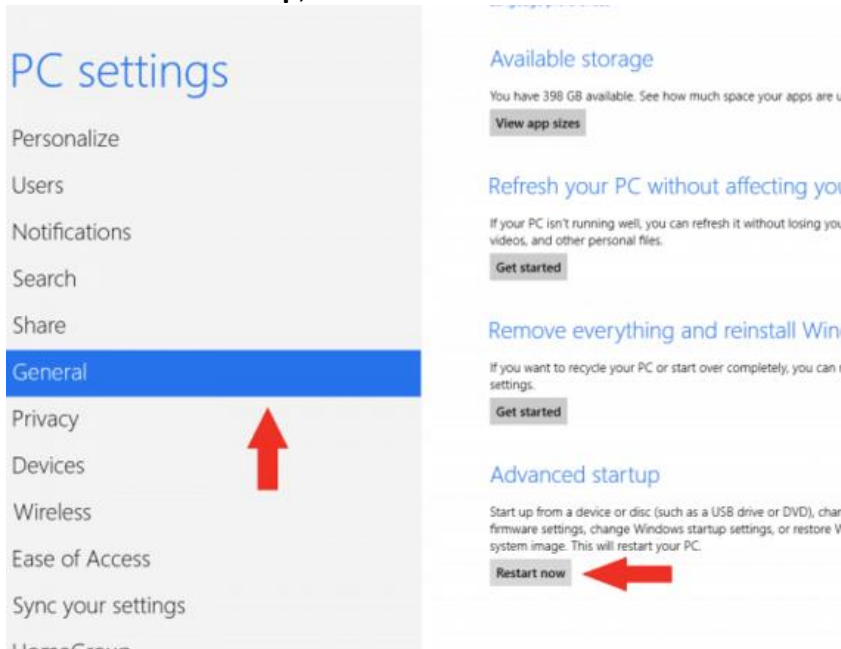 PC settings
Personalize
Users
Notifications
Search
Share
General
Privacy
Devices
Wireless
Ease of Access
Sync your settings
Available storage
You have 398 GB available. See how much space your apps are
View app sizes
Refresh your PC without affecting
If your PC isn't running well, you can refresh it without losing
videos, and other personal files.
Get started
Remove everything and reinstall
If you want to recycle your PC or start over completely, you can
settings.
Get started
Advanced startup
Start up from a device or disc (such as a USB drive or DVD),
firmware settings, change Windows startup settings, or restore
system image. This will restart your PC.
Restart now